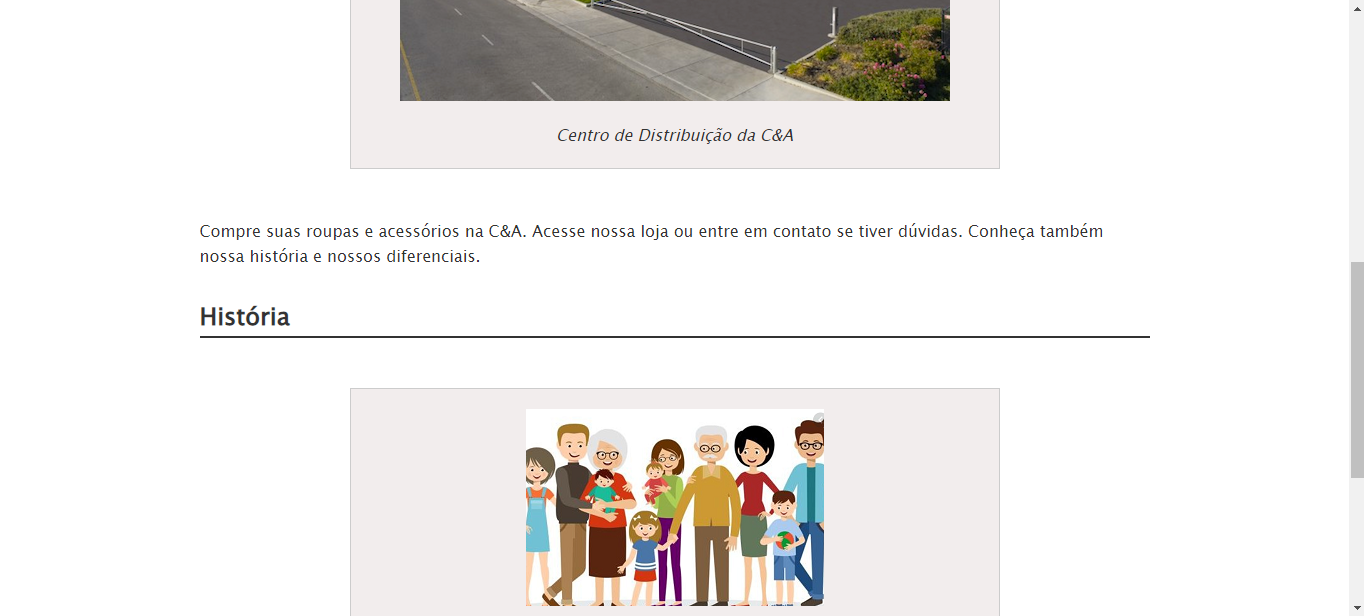 Centro de Distribuição da C&A
Compre suas roupas e acessórios na C&A. Acesse nossa loja ou entre em contato se tiver dúvidas. Conheça também
nossa história e nossos diferenciais.
História